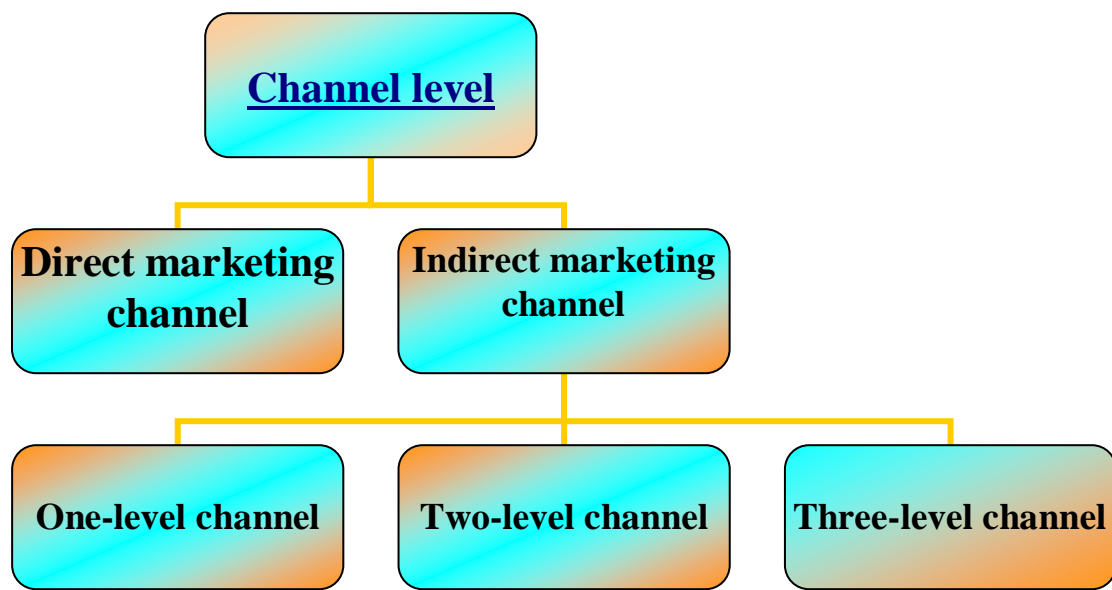 Channel level
Direct marketing
channel
Indirect marketing
channel
One-level channel
Two-level channel
Three-level channel